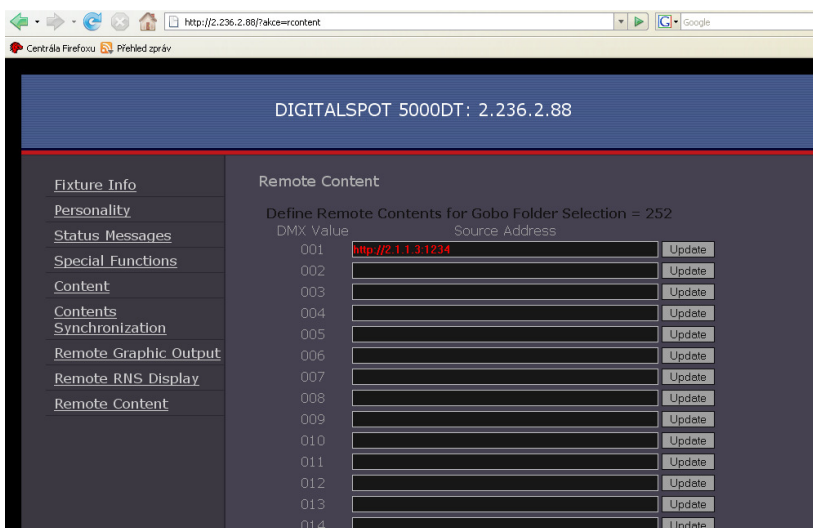 http://2.236.2.88/?akce=rcontent
Google
Centrála Firefoxu Přehled zpráv
DIGITALSPOT 5000DT: 2.236.2.88
Fixture Info
Personality
Status Messages
Special Functions
Content
Contents
Synchronization
Remote Graphic Output
Remote RNS Display
Remote Content
Remote Content
Define Remote Contents for Gobo Folder Selection = 252
DMX Value Source Address
001 http://2.1.1.3:1234 Update
002 Update
003 Update
004 Update
005 Update
006 Update
007 Update
008 Update
009 Update
010 Update
011 Update
012 Update
013 Update
014 Update